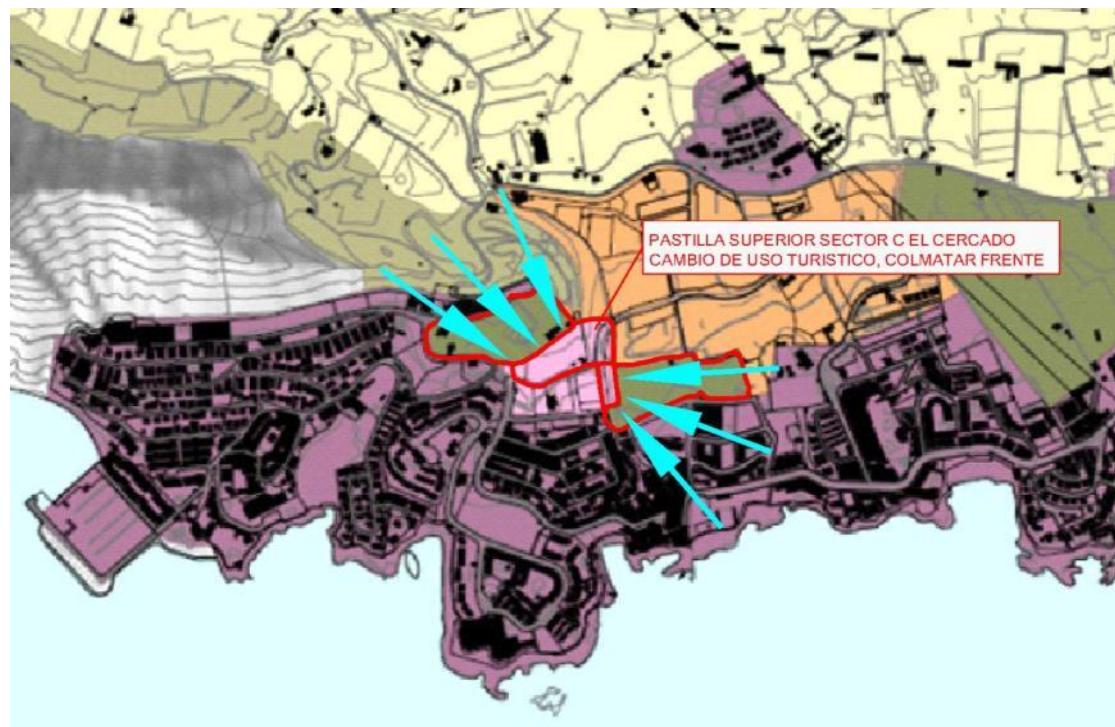 PASTILLA SUPERIOR SECTOR C EL CERCADO
CAMBIO DE USO TURISTICO, COLMATAR FRENTE